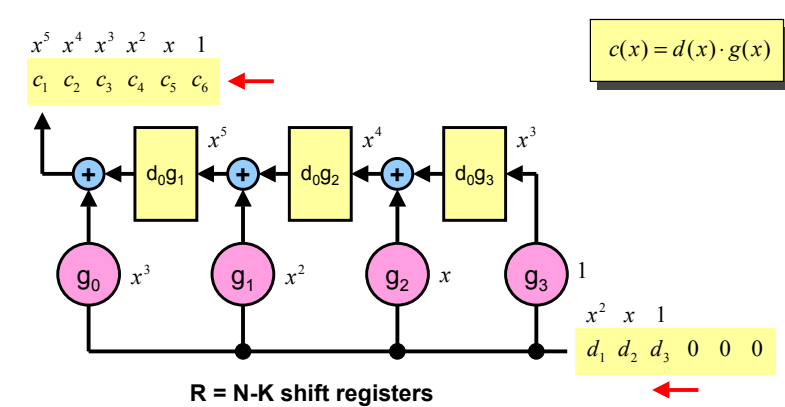 x⁵ x⁴ x³ x² x 1
c₁ c₂ c₃ c₄ c₅ c₆
c(x) = d(x)·g(x)
x⁵ x⁴ x³
+ d₀g₁ + d₀g₂ + d₀g₃
g₀ x³ g₁ x² g₂ x g₃ 1
x² x 1
d₁ d₂ d₃ 0 0 0
R = N-K shift registers